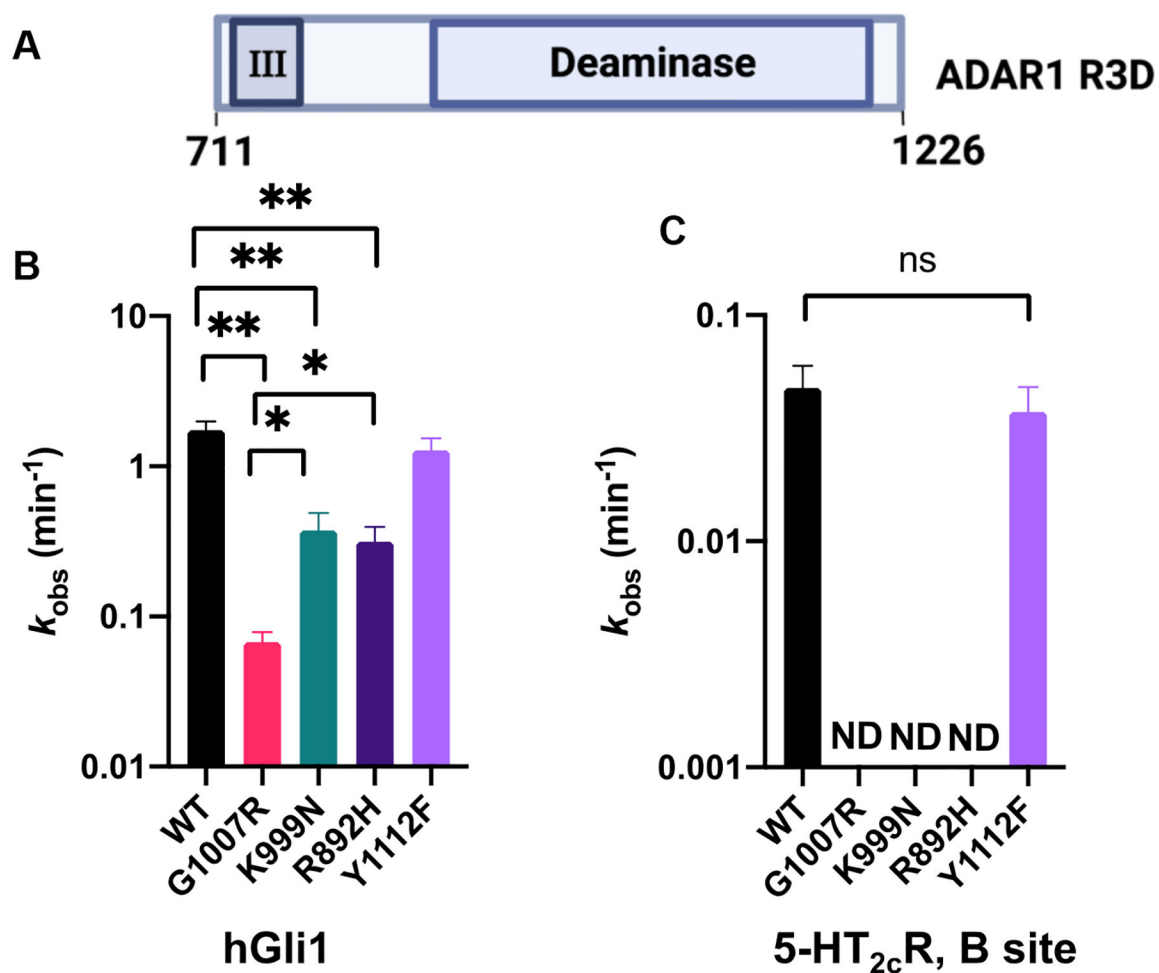 A
III
Deaminase
ADAR1 R3D
711
1226
B
**
**
**
*
*
10
1
0.1
0.01
k_obs (min⁻¹)
WT
G1007R
K999N
R892H
Y1112F
hGli1
C
ns
0.1
0.01
0.001
k_obs (min⁻¹)
ND ND ND
WT
G1007R
K999N
R892H
Y1112F
5-HT₂cR, B site